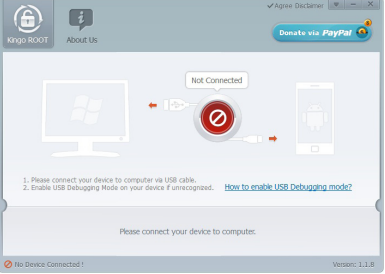 Agree Disclaimer
Kingo ROOT
About Us
Donate via PayPal
Not Connected
1. Please connect your device to computer via USB cable.
2. Enable USB Debugging Mode on your device if unrecognized.
How to enable USB Debugging mode?
Please connect your device to computer.
No Device Connected !
Version: 1.1.8